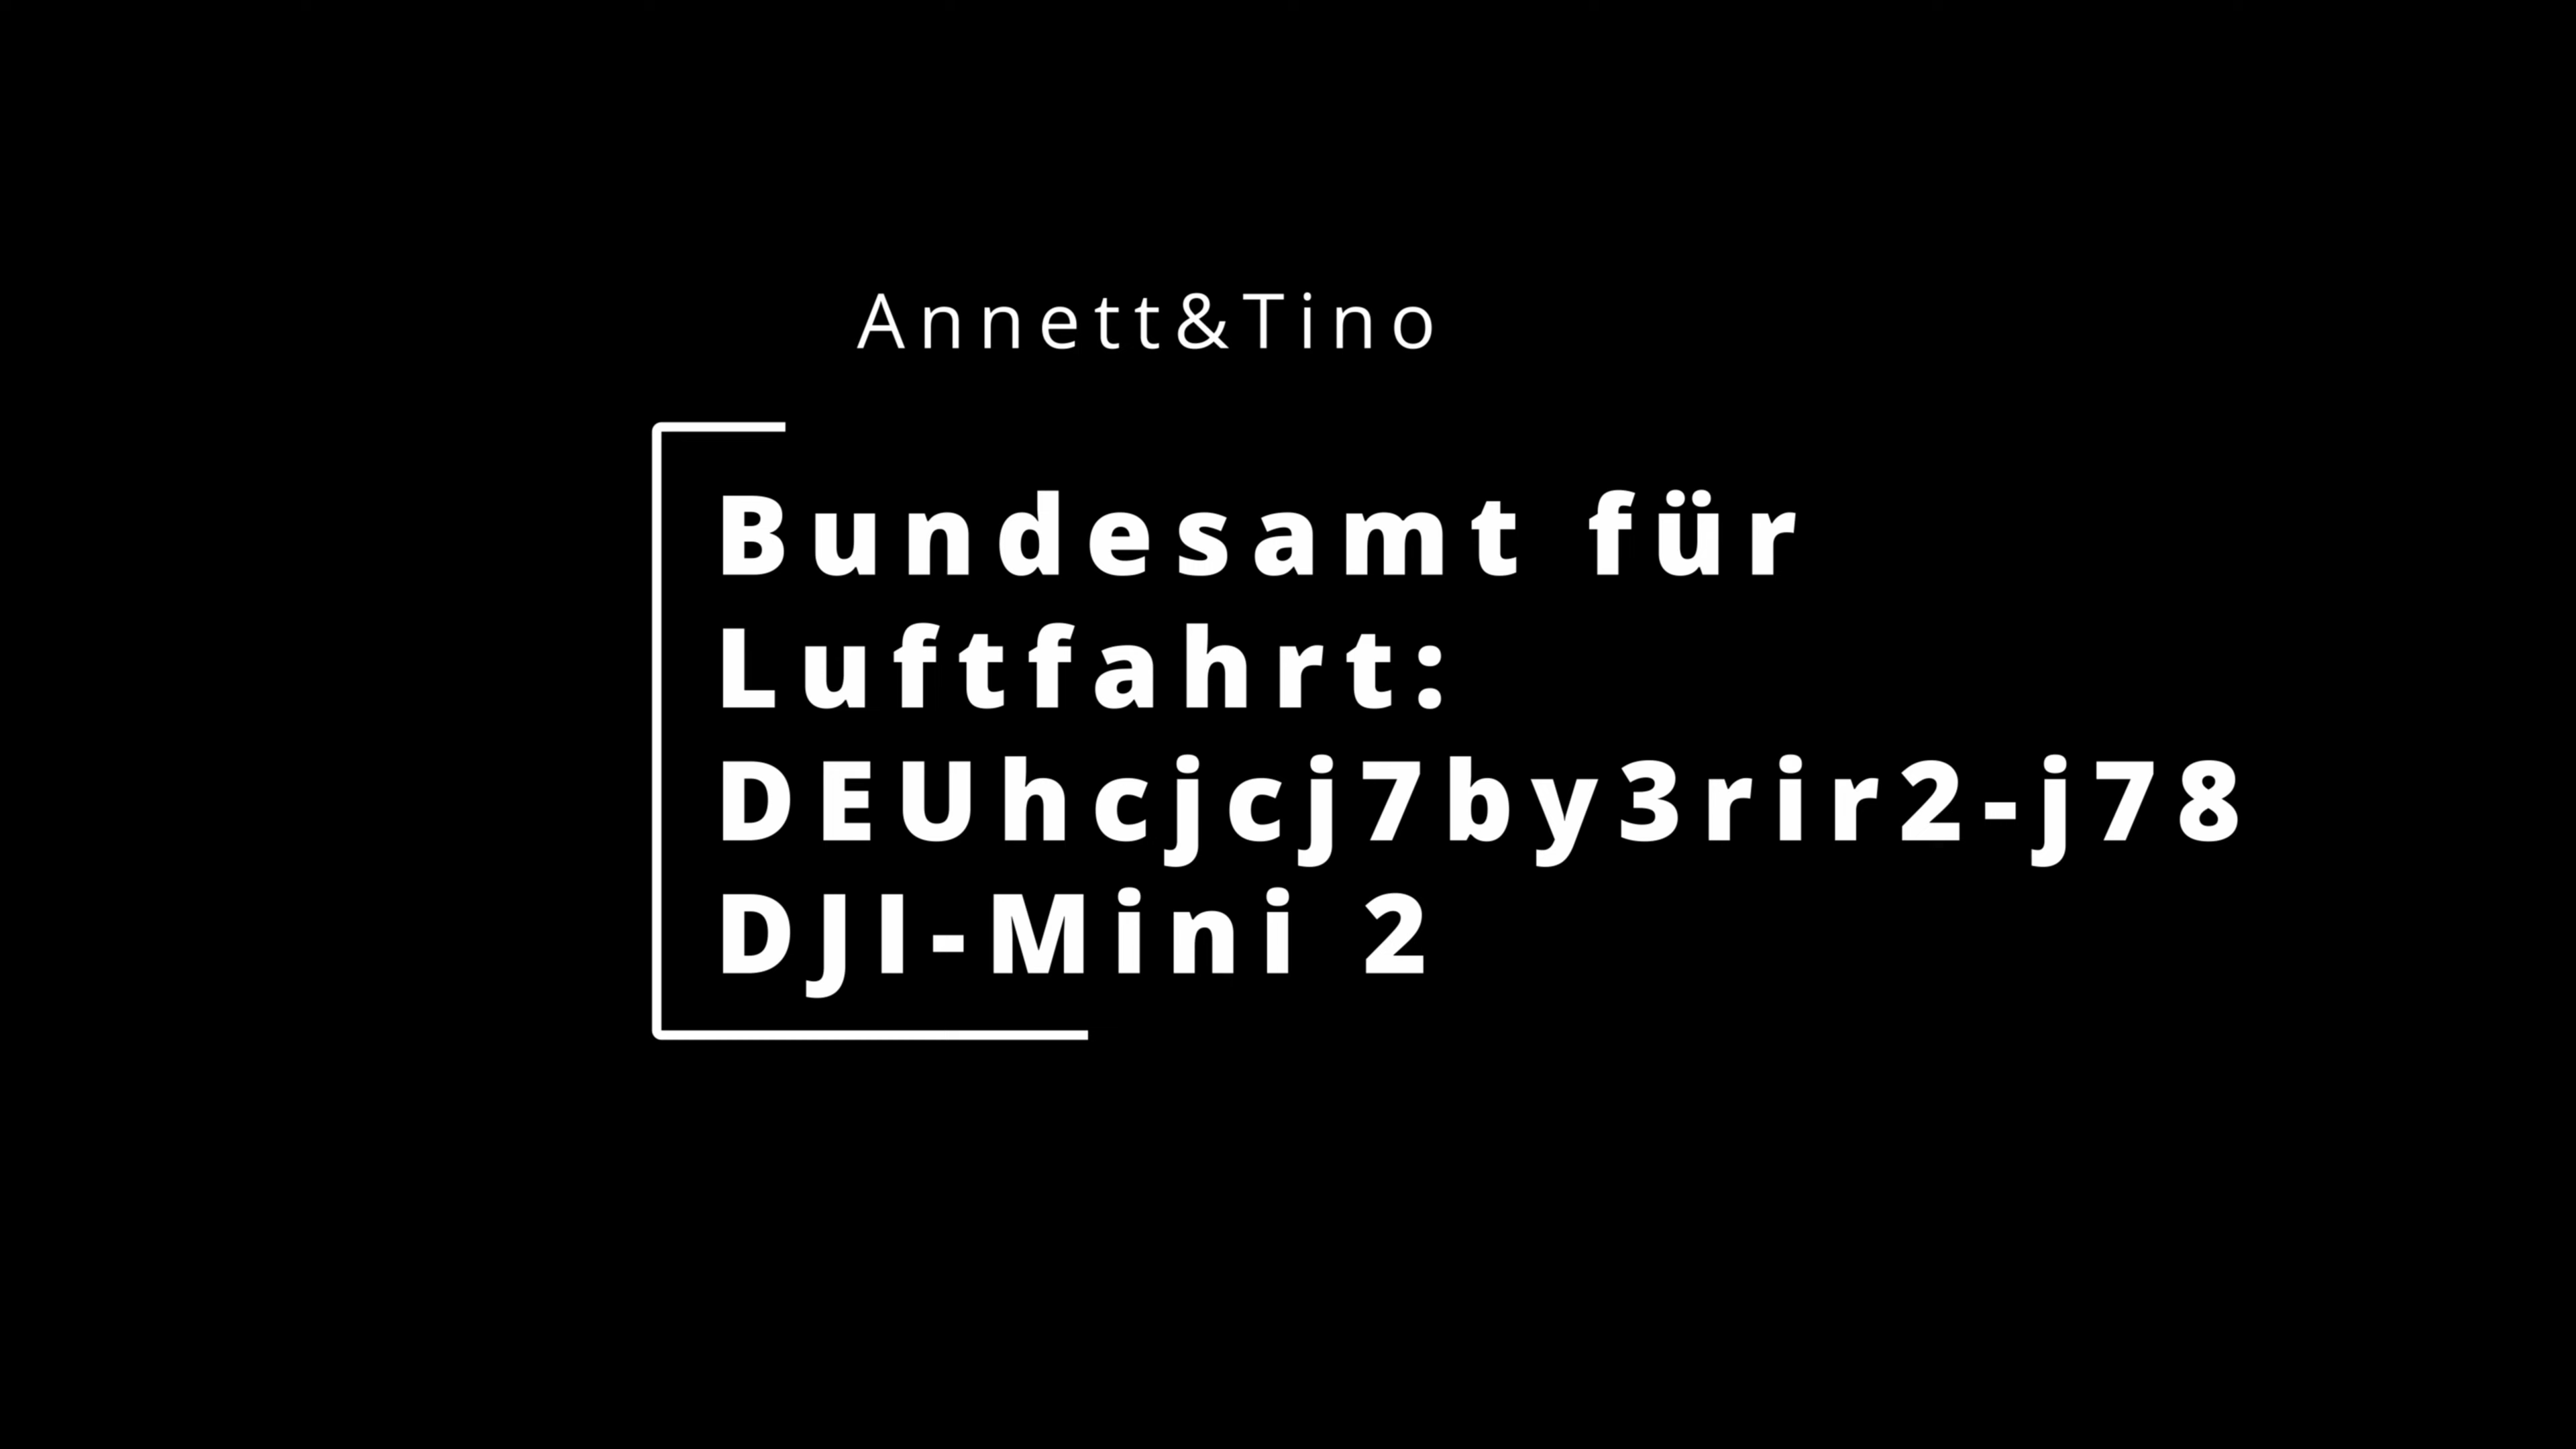 Annett&Tino
Bundesamt für
Luftfahrt:
DEUhcjcj7by3rir2-j78
DJI-Mini 2